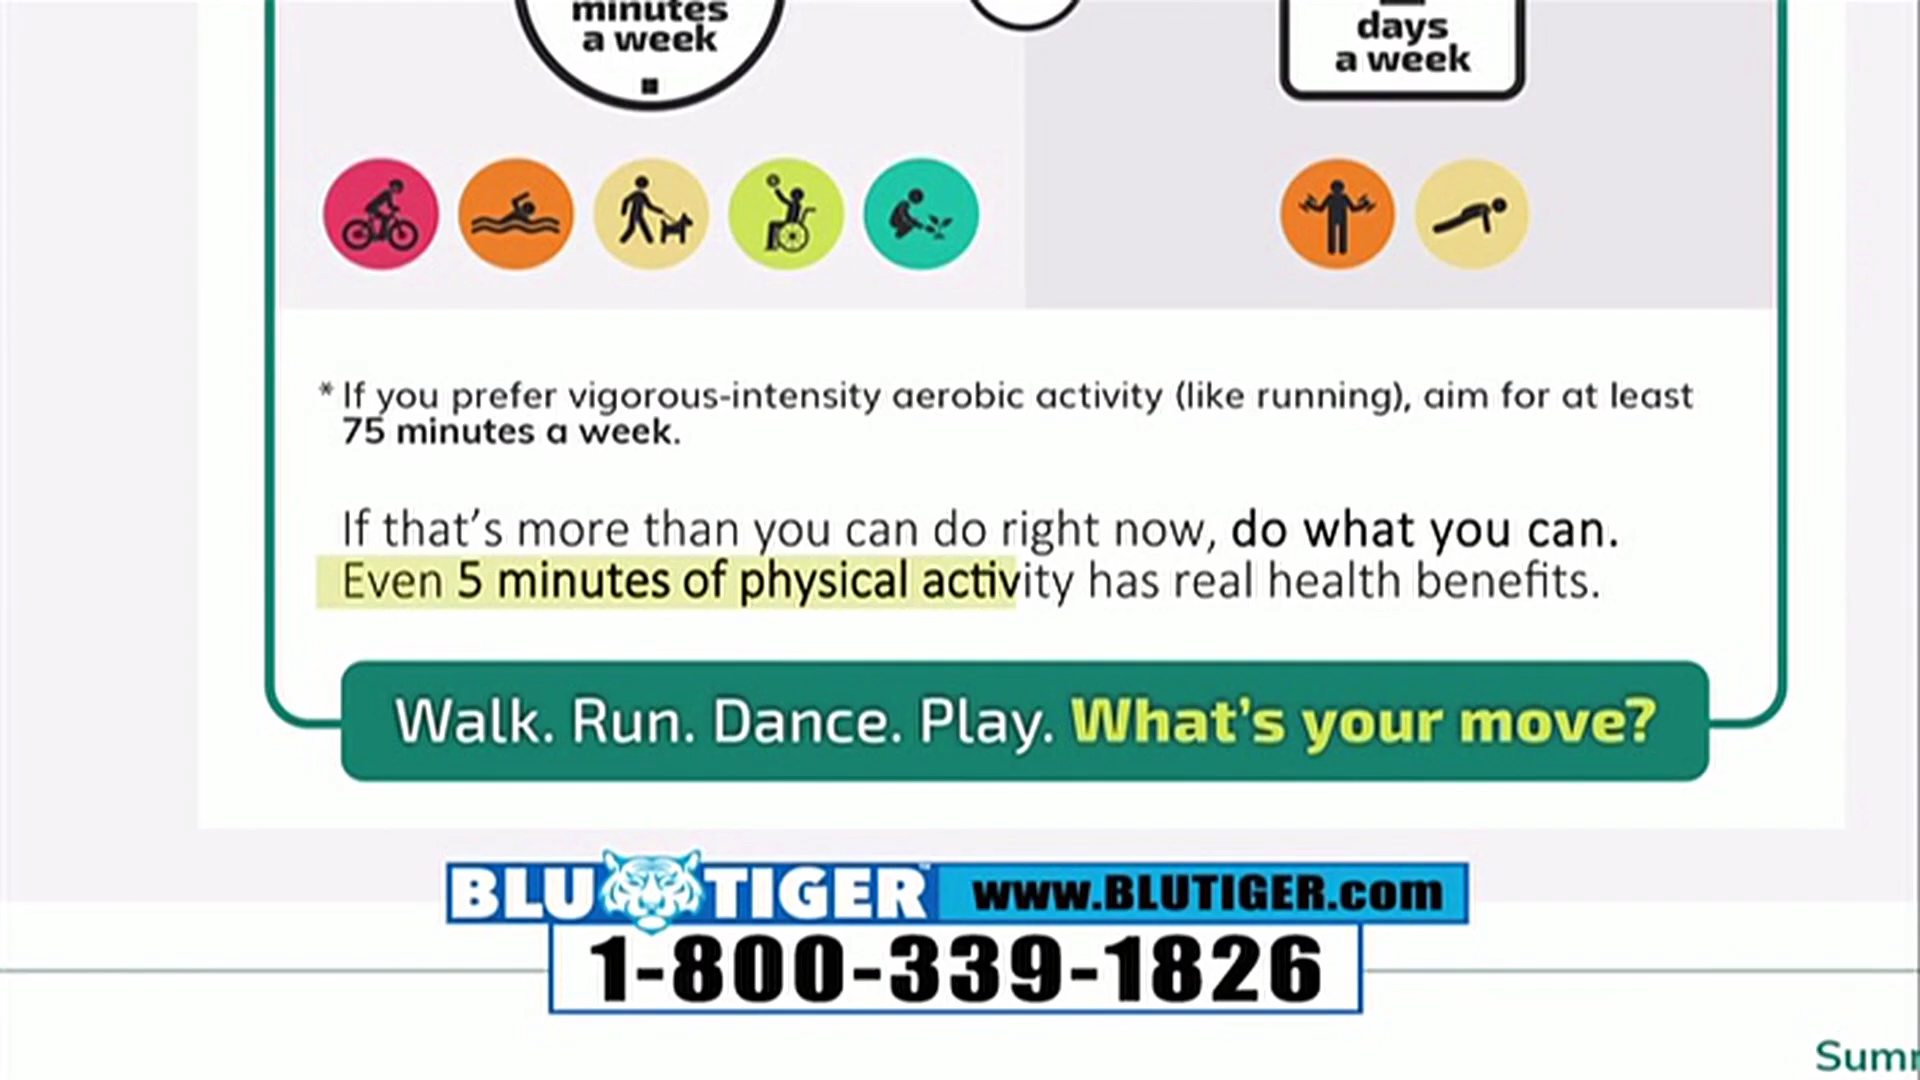 minutes
a week
days
a week
* If you prefer vigorous-intensity aerobic activity (like running), aim for at least
75 minutes a week.
If that's more than you can do right now, do what you can.
Even 5 minutes of physical activity has real health benefits.
Walk. Run. Dance. Play. What's your move?
BLU TIGER™ www.BLUTIGER.com
1-800-339-1826